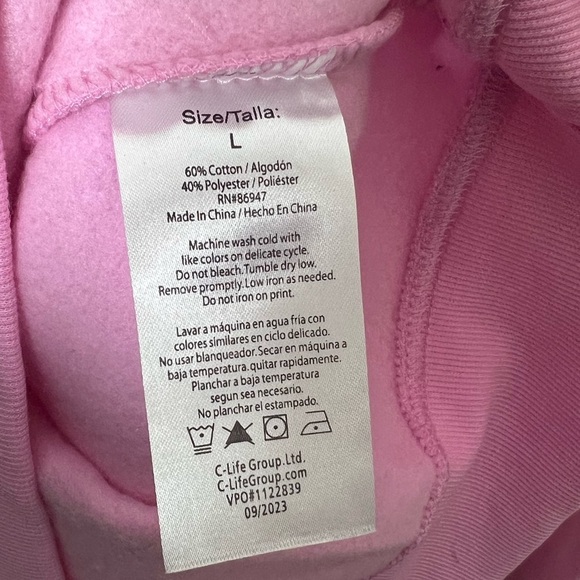 Size/Talla:
L
60% Cotton / Algodón
40% Polyester / Poliéster
RN#86947
Made In China / Hecho En China
Machine wash cold with
like colors on delicate cycle.
Do not bleach.Tumble dry low.
Remove promptly.Low iron as needed.
Do not iron on print.
Lavar a máquina en agua fría con
colores similares en ciclo delicado.
No usar blanqueador. Secar en máquina a
baja temperatura. quitar rapidamente.
Planchar a baja temperatura
segun sea necesario.
No planchar el estampado.
C-Life Group.Ltd.
C-LifeGroup.com
VPO#1122839
09/2023